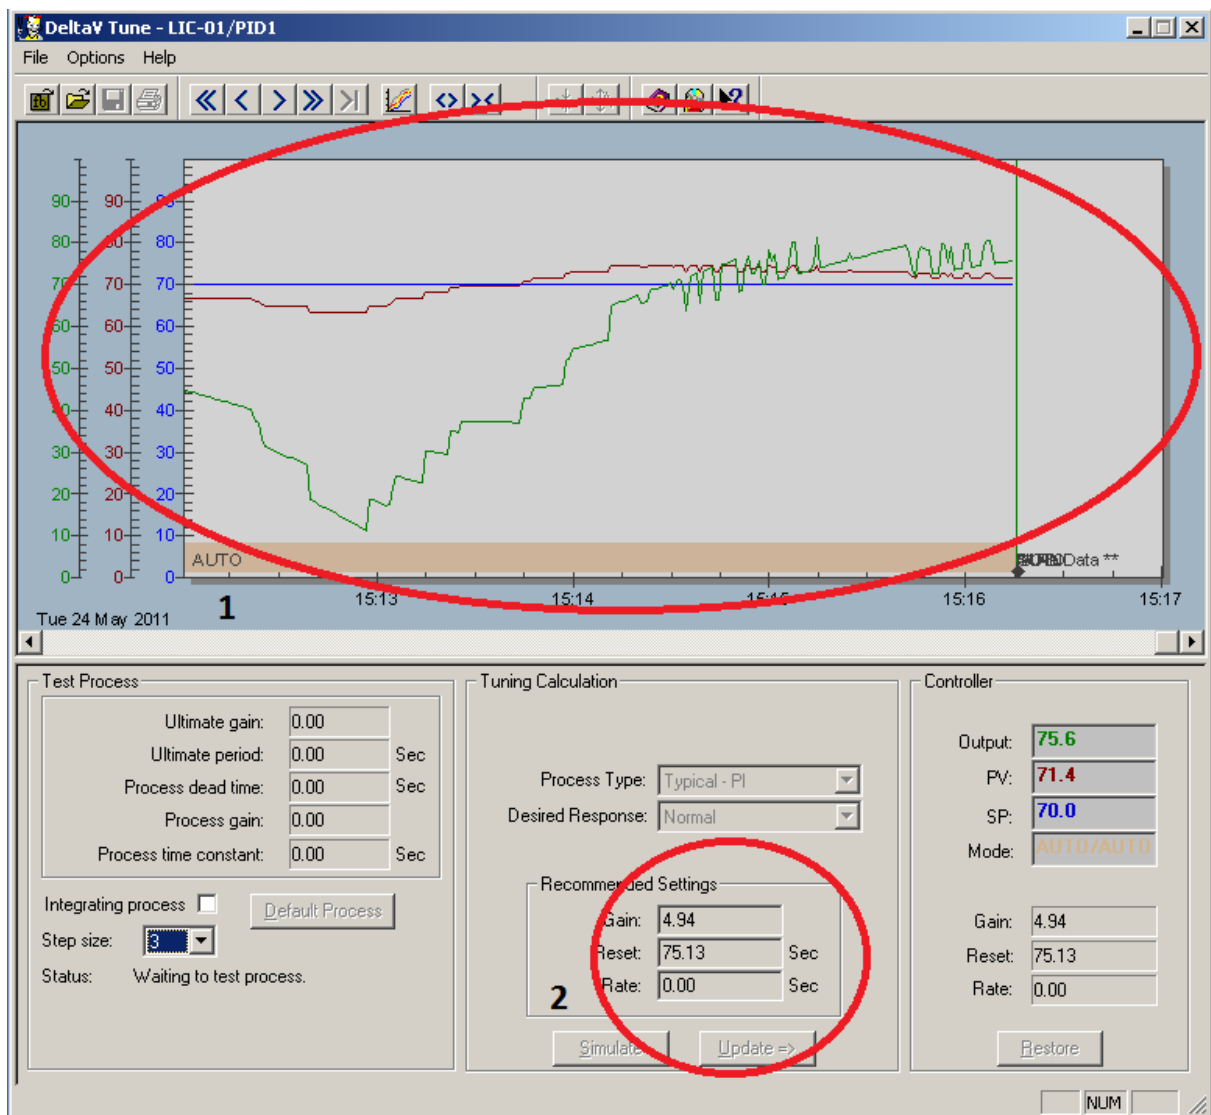 DeltaV Tune - LIC-01/PID1
File Options Help
90 90 90
80 80 80
70 70 70
60 60 60
50 50 50
40 40 40
30 30 30
20 20 20
10 10 10
0 0 0
AUTO
Data **
15:13 15:14 15:15 15:16 15:17
Tue 24 May 2011
1
Test Process
Ultimate gain: 0.00
Ultimate period: 0.00 Sec
Process dead time: 0.00 Sec
Process gain: 0.00
Process time constant: 0.00 Sec
Integrating process
Default Process
Step size: 3
Status: Waiting to test process.
Tuning Calculation
Process Type: Typical - PI
Desired Response: Normal
Recommended Settings
Gain: 4.94
Reset: 75.13 Sec
Rate: 0.00 Sec
2
Simulate
Update =>
Controller
Output: 75.6
PV: 71.4
SP: 70.0
Mode: AUTO/AUTO
Gain: 4.94
Reset: 75.13
Rate: 0.00
Restore
NUM